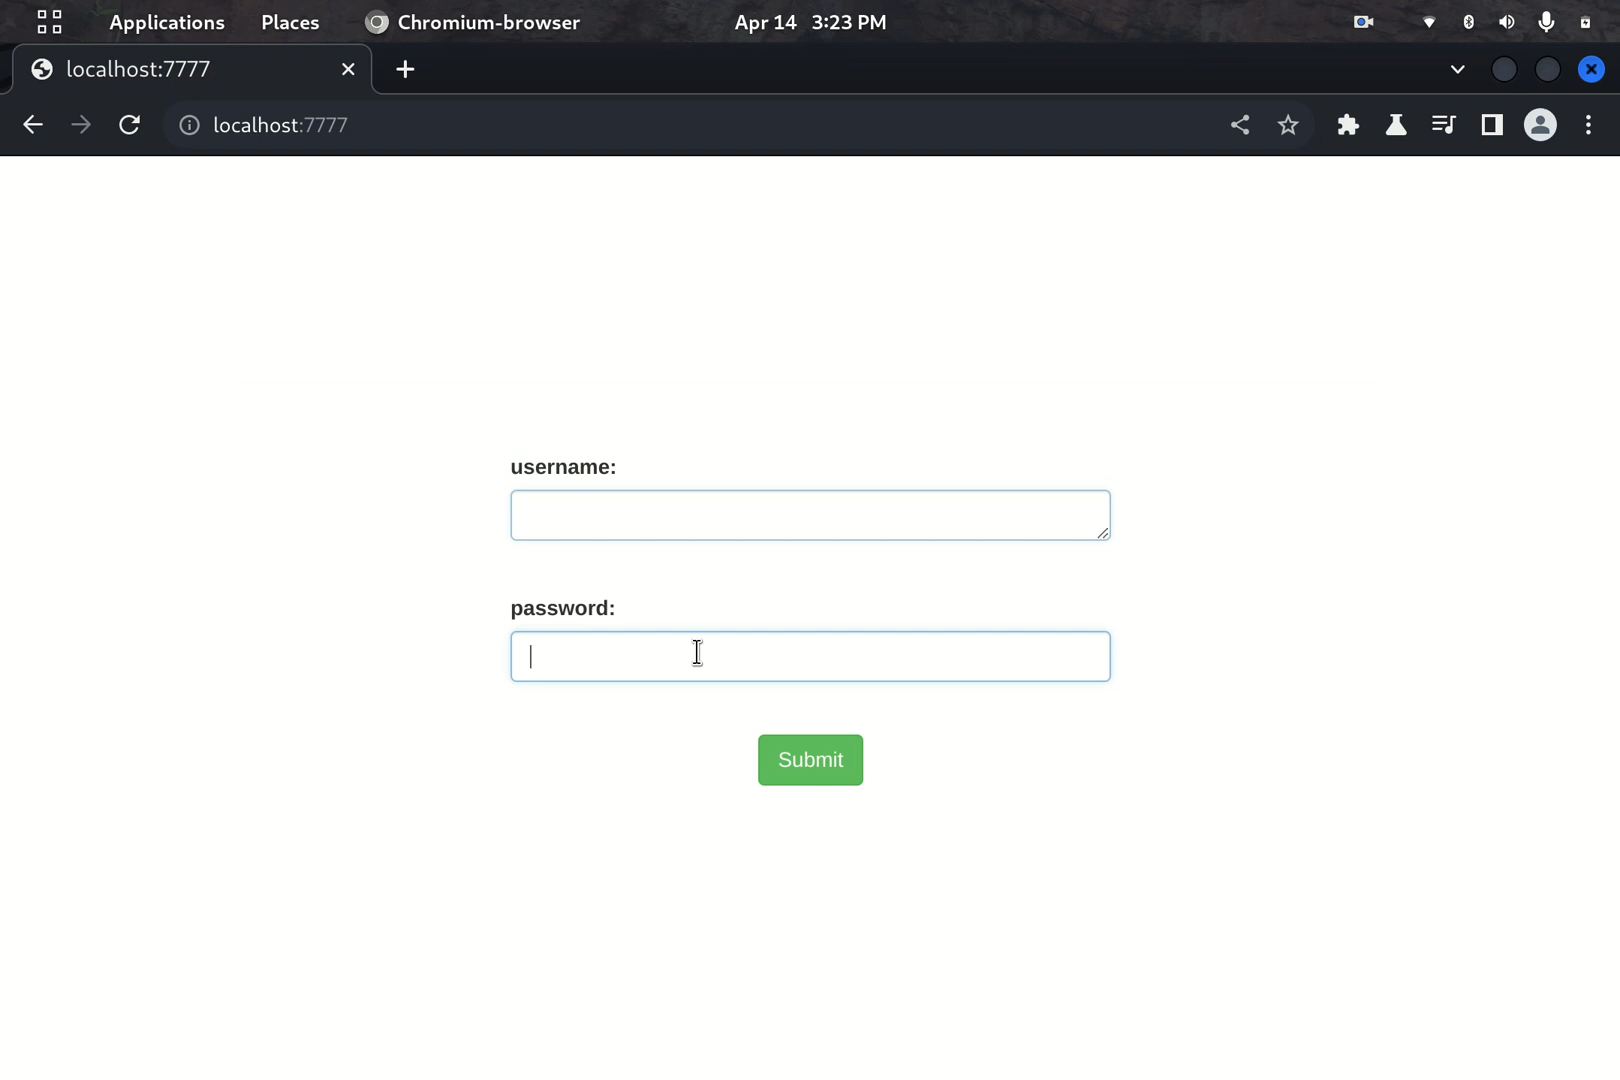 Applications Places Chromium-browser Apr 14 3:23 PM
localhost:7777
localhost:7777
username:
password:
Submit